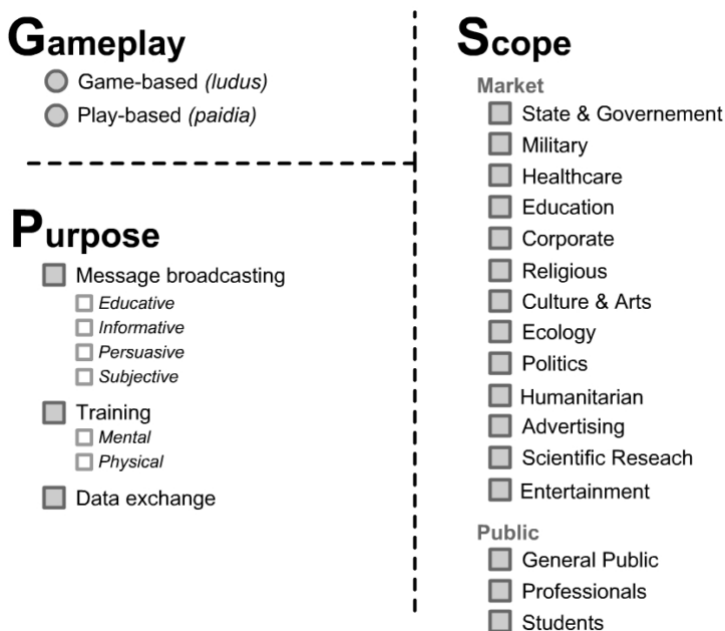 Gameplay
Game-based (ludus)
Play-based (paidia)
Purpose
Message broadcasting
Educative
Informative
Persuasive
Subjective
Training
Mental
Physical
Data exchange
Scope
Market
State & Governement
Military
Healthcare
Education
Corporate
Religious
Culture & Arts
Ecology
Politics
Humanitarian
Advertising
Scientific Reseach
Entertainment
Public
General Public
Professionals
Students